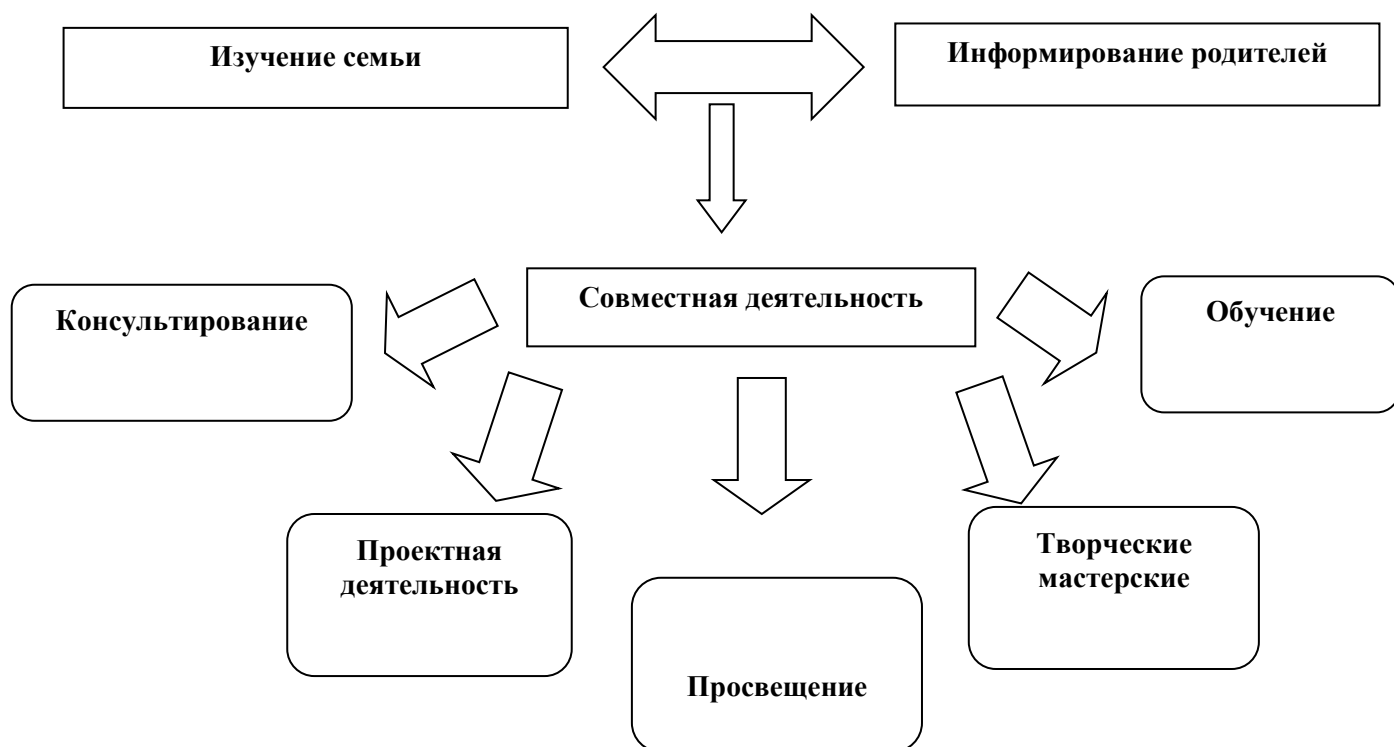 Изучение семьи
Информирование родителей
Совместная деятельность
Консультирование
Обучение
Проектная
деятельность
Творческие
мастерские
Просвещение